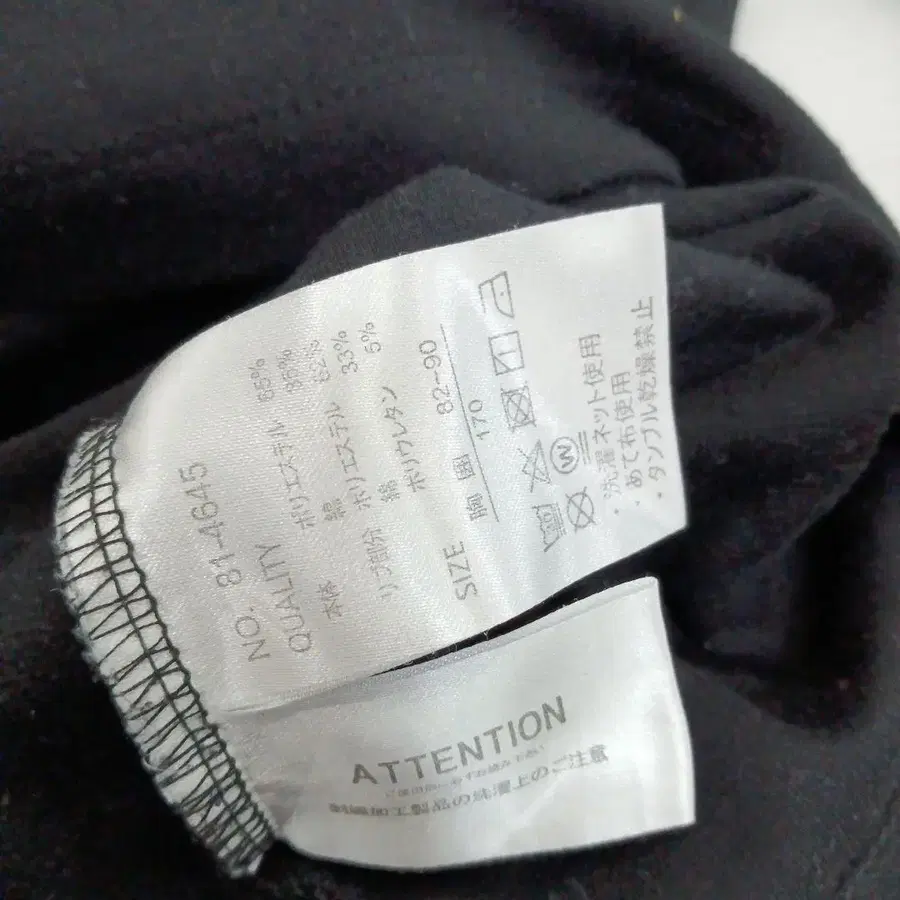 NO. 81-4645
QUALITY
本体 ポリエステル 65%
綿 35%
リブ部分 ポリエステル 62%
綿 33%
ポリウレタン 5%
SIZE
胸囲 82~90
170
・洗濯ネット使用
・あて布使用
・タンブル乾燥禁止
ATTENTION
ご使用前に必ずお読み下さい
加工製品の洗濯上のご注意